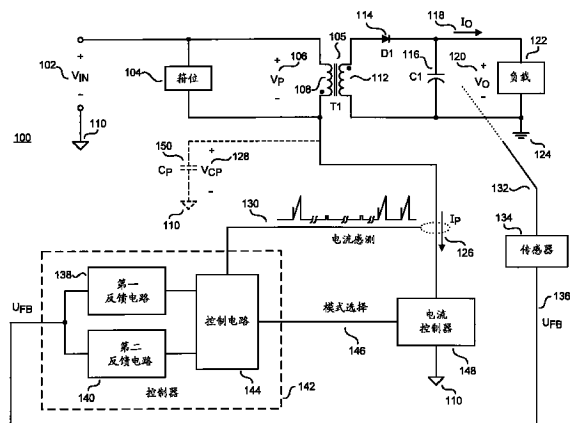 114
118
I_O
102
+
V_IN
-
104
箝位
106
+
V_P
-
105
108
112
T1
D1
116
C1
120
+
V_O
-
122
负载
100
110
124
150
C_P
+
V_CP
128
-
110
130
电流感测
I_P
126
132
134
传感器
136
U_FB
U_FB
138
第一
反馈电路
第二
反馈电路
140
控制电路
144
控制器
142
模式选择
146
电流
控制器
148
110